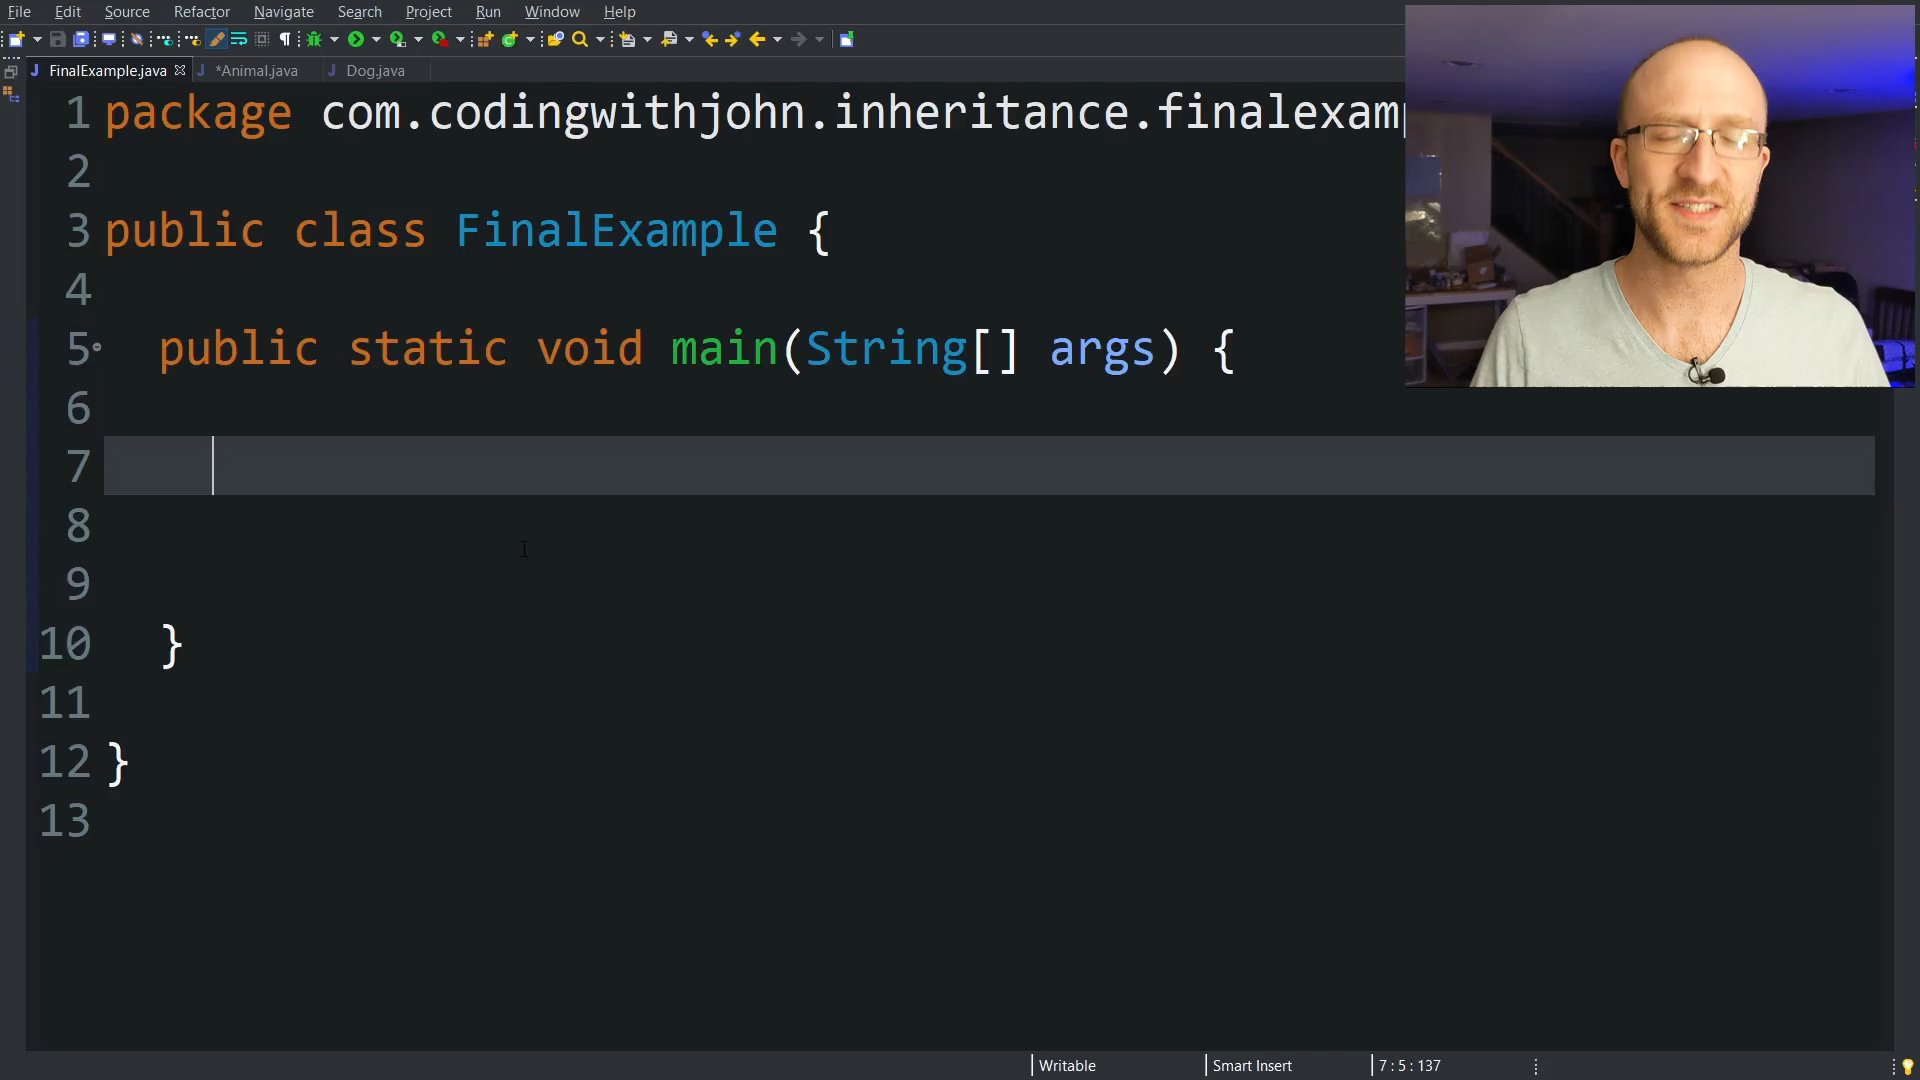 File Edit Source Refactor Navigate Search Project Run Window Help
FinalExample.java *Animal.java Dog.java
1 package com.codingwithjohn.inheritance.finalexamp
2
3 public class FinalExample {
4
5 public static void main(String[] args) {
6
7
8
9
10 }
11
12 }
13
Writable Smart Insert 7 : 5 : 137